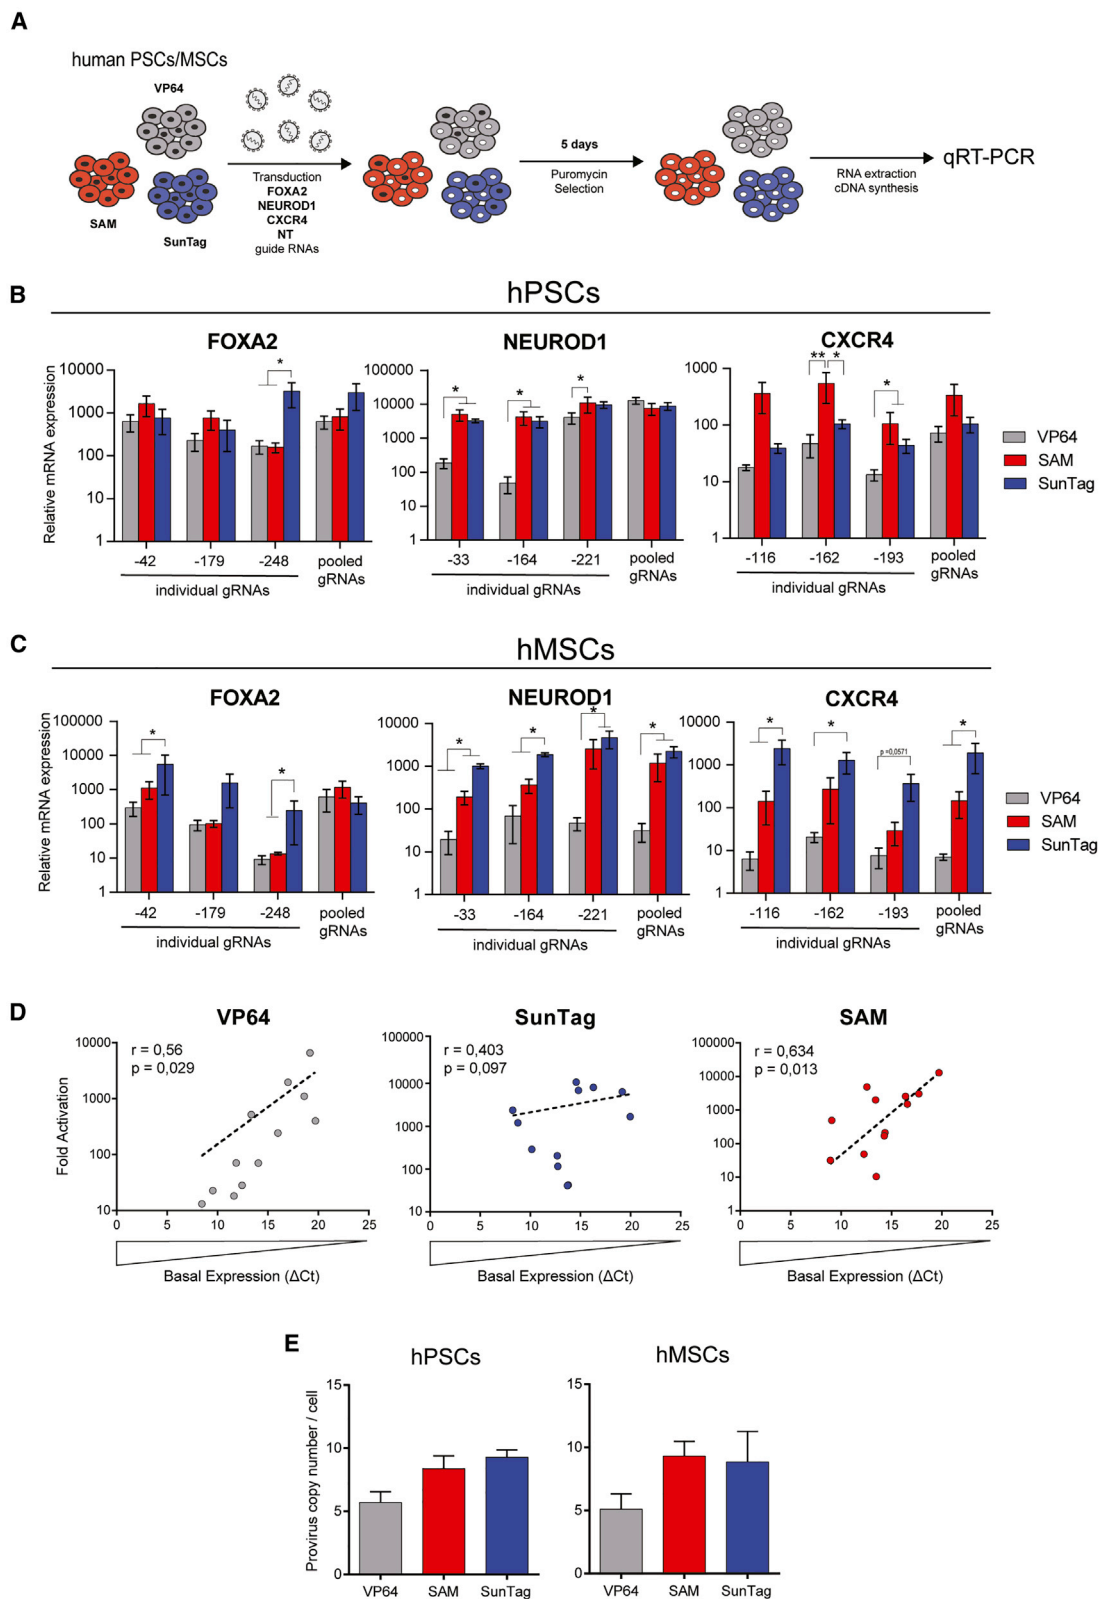 A
human PSCs/MSCs
VP64
SAM
SunTag
Transduction
FOXA2
NEUROD1
CXCR4
NT
guide RNAs
5 days
Puromycin
Selection
RNA extraction
cDNA synthesis
qRT-PCR
B
hPSCs
FOXA2
NEUROD1
CXCR4
Relative mRNA expression
10000
1000
100
10
1
*
-42
-179
-248
pooled
gRNAs
individual gRNAs
100000
10000
1000
100
10
1
*
*
*
-33
-164
-221
pooled
gRNAs
individual gRNAs
1000
100
10
1
**
*
*
-116
-162
-193
pooled
gRNAs
individual gRNAs
VP64
SAM
SunTag
C
hMSCs
FOXA2
NEUROD1
CXCR4
Relative mRNA expression
100000
10000
1000
100
10
1
*
*
-42
-179
-248
pooled
gRNAs
individual gRNAs
10000
1000
100
10
1
*
*
*
*
-33
-164
-221
pooled
gRNAs
individual gRNAs
10000
1000
100
10
1
*
*
p =0,0571
*
-116
-162
-193
pooled
gRNAs
individual gRNAs
VP64
SAM
SunTag
D
VP64
SunTag
SAM
Fold Activation
10000
1000
100
10
r = 0,56
p = 0,029
0 5 10 15 20 25
Basal Expression (ΔCt)
100000
10000
1000
100
10
r = 0,403
p = 0,097
0 5 10 15 20 25
Basal Expression (ΔCt)
100000
10000
1000
100
10
1
r = 0,634
p = 0,013
0 5 10 15 20 25
Basal Expression (ΔCt)
E
hPSCs
hMSCs
Provirus copy number / cell
15
10
5
0
VP64 SAM SunTag
15
10
5
0
VP64 SAM SunTag